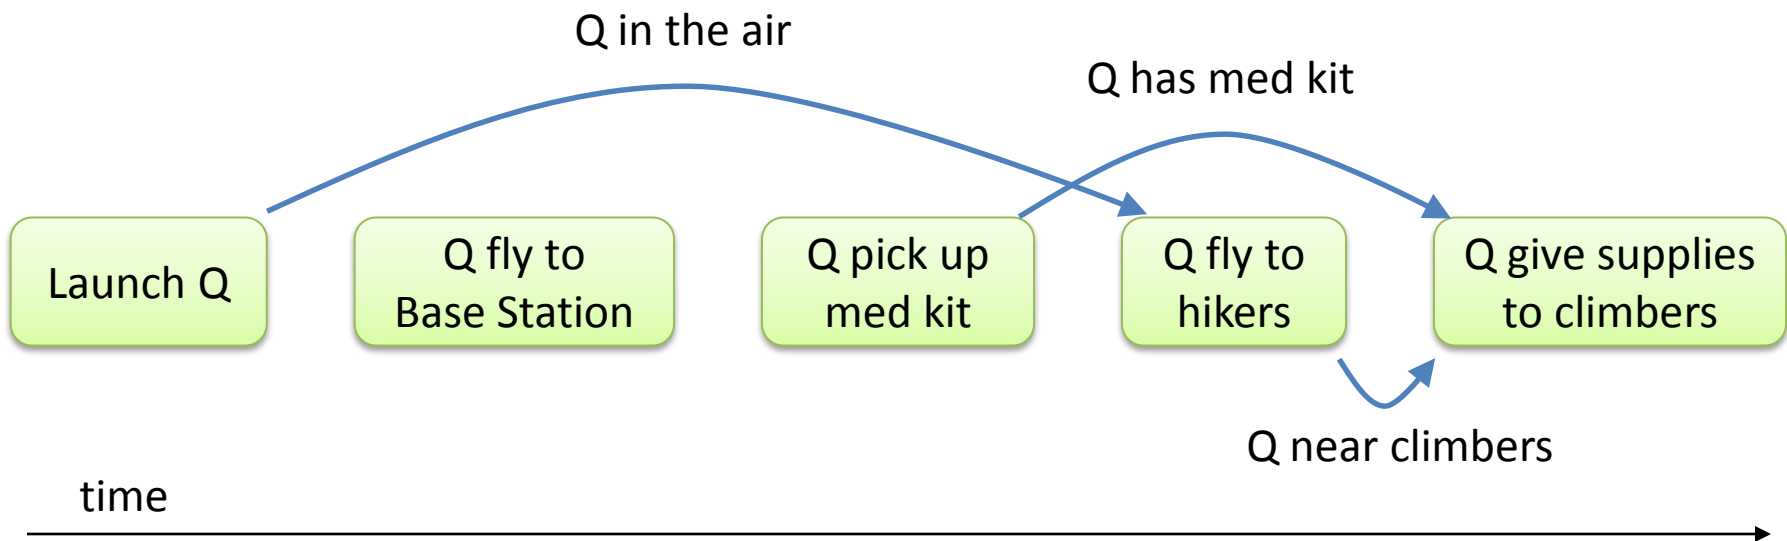 Q in the air
Q has med kit
Launch Q
Q fly to
Base Station
Q pick up
med kit
Q fly to
hikers
Q give supplies
to climbers
Q near climbers
time